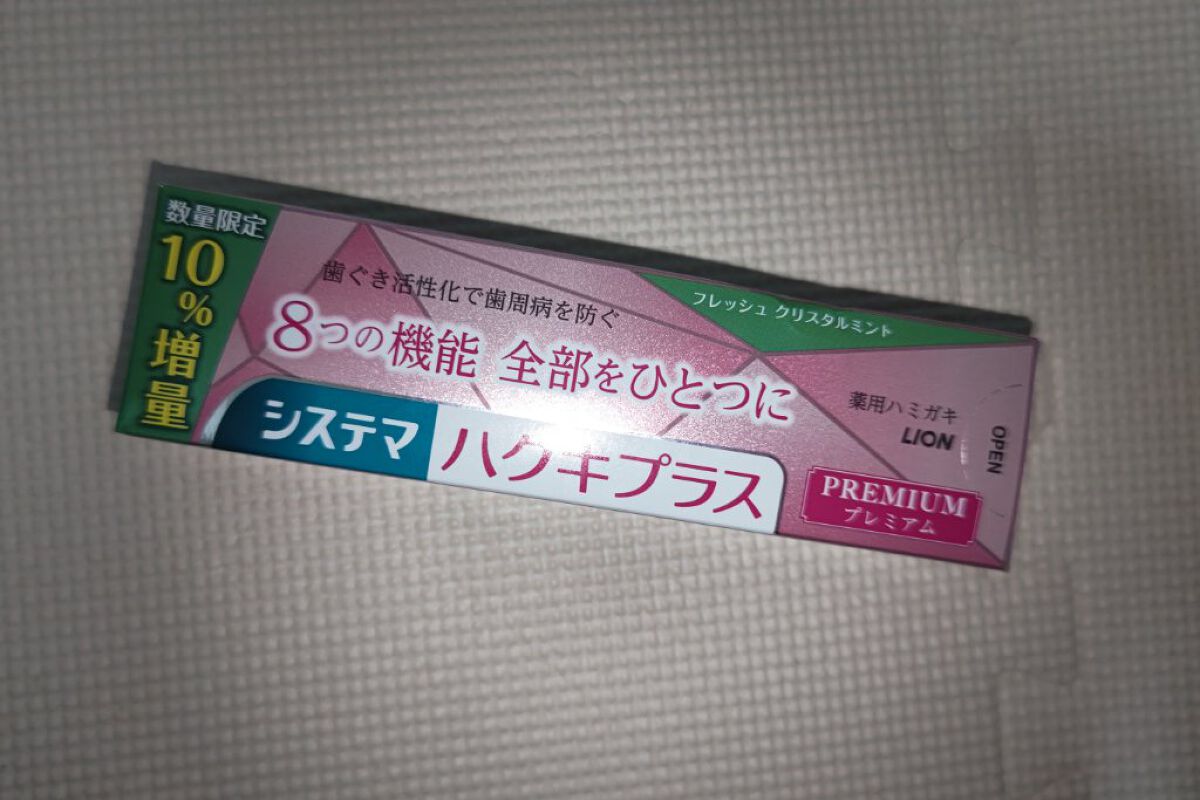 数量限定
10%
増量
歯ぐき活性化で歯周病を防ぐ
8つの機能 全部をひとつに
システマ ハグキプラス
フレッシュ クリスタルミント
薬用ハミガキ
LION
OPEN
PREMIUM
プレミアム